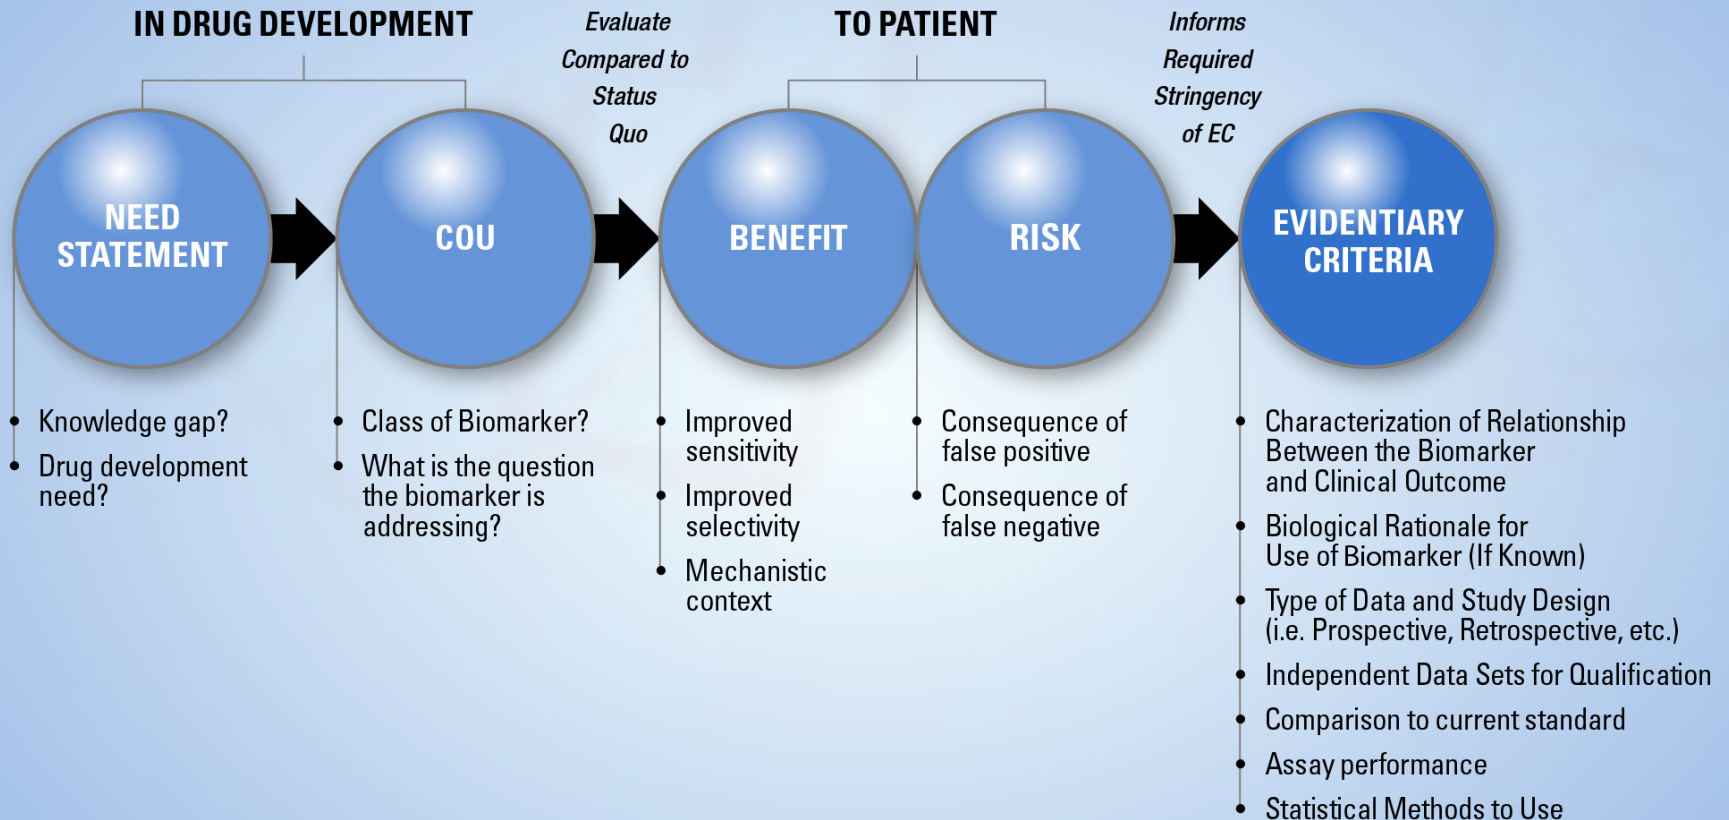 IN DRUG DEVELOPMENT
Evaluate
Compared to
Status
Quo
TO PATIENT
Informs
Required
Stringency
of EC
NEED
STATEMENT
COU
BENEFIT
RISK
EVIDENTIARY
CRITERIA
• Knowledge gap?
• Drug development
need?
• Class of Biomarker?
• What is the question
the biomarker is
addressing?
• Improved
sensitivity
• Improved
selectivity
• Mechanistic
context
• Consequence of
false positive
• Consequence of
false negative
• Characterization of Relationship
Between the Biomarker
and Clinical Outcome
• Biological Rationale for
Use of Biomarker (If Known)
• Type of Data and Study Design
(i.e. Prospective, Retrospective, etc.)
• Independent Data Sets for Qualification
• Comparison to current standard
• Assay performance
• Statistical Methods to Use